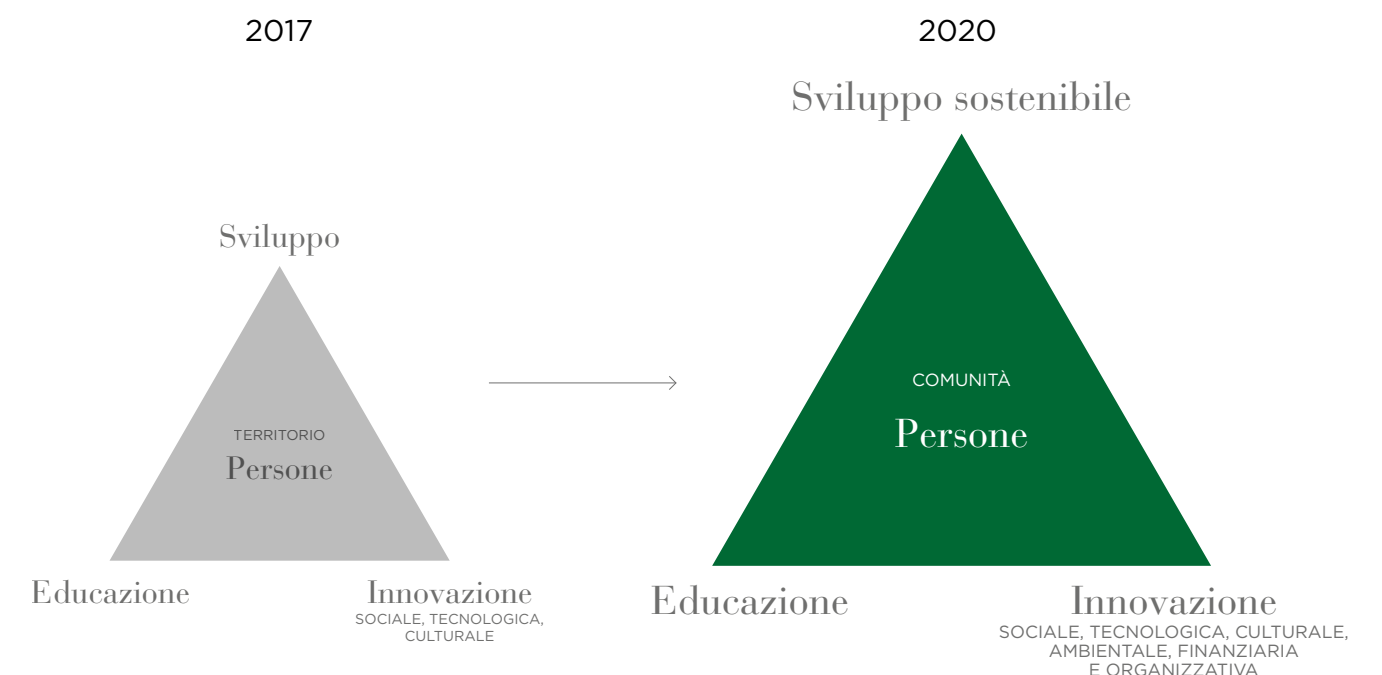 2017
Sviluppo
TERRITORIO
Persone
Educazione
Innovazione
SOCIALE, TECNOLOGICA,
CULTURALE
2020
Sviluppo sostenibile
COMUNITÀ
Persone
Educazione
Innovazione
SOCIALE, TECNOLOGICA, CULTURALE,
AMBIENTALE, FINANZIARIA
E ORGANIZZATIVA